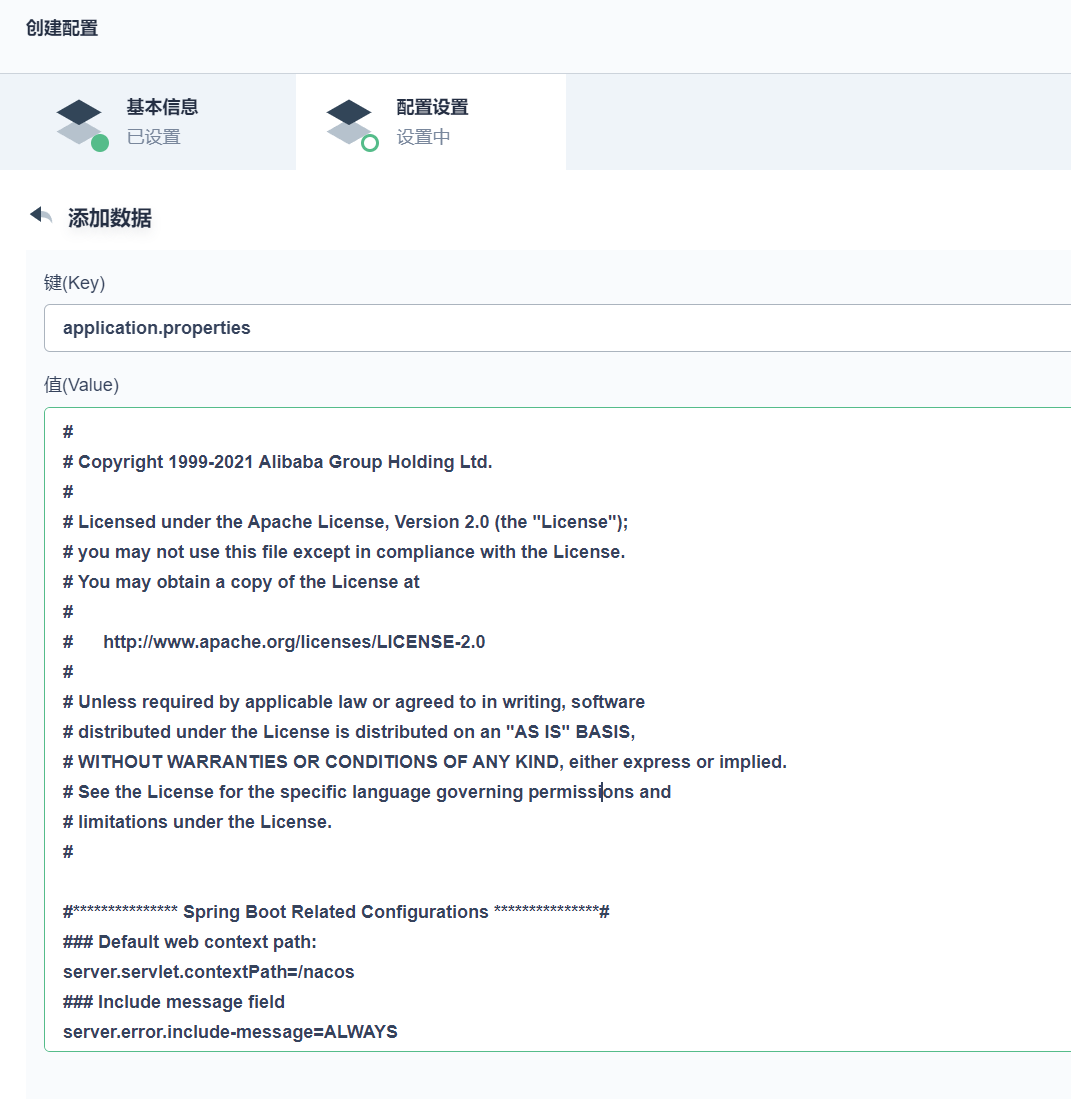 创建配置
基本信息
已设置
配置设置
设置中
添加数据
键(Key)
application.properties
值(Value)
#
# Copyright 1999-2021 Alibaba Group Holding Ltd.
#
# Licensed under the Apache License, Version 2.0 (the "License");
# you may not use this file except in compliance with the License.
# You may obtain a copy of the License at
#
#      http://www.apache.org/licenses/LICENSE-2.0
#
# Unless required by applicable law or agreed to in writing, software
# distributed under the License is distributed on an "AS IS" BASIS,
# WITHOUT WARRANTIES OR CONDITIONS OF ANY KIND, either express or implied.
# See the License for the specific language governing permissions and
# limitations under the License.
#
#*************** Spring Boot Related Configurations ***************#
### Default web context path:
server.servlet.contextPath=/nacos
### Include message field
server.error.include-message=ALWAYS